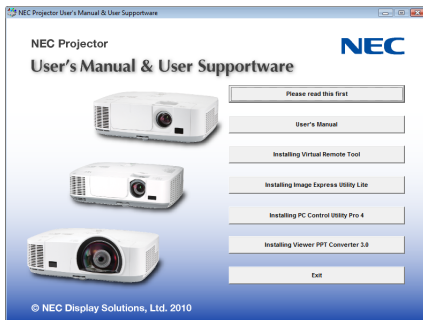 NEC Projector User's Manual & User Supportware
NEC Projector
NEC
User's Manual & User Supportware
Please read this first
User's Manual
Installing Virtual Remote Tool
Installing Image Express Utility Lite
Installing PC Control Utility Pro 4
Installing Viewer PPT Converter 3.0
Exit
© NEC Display Solutions, Ltd. 2010